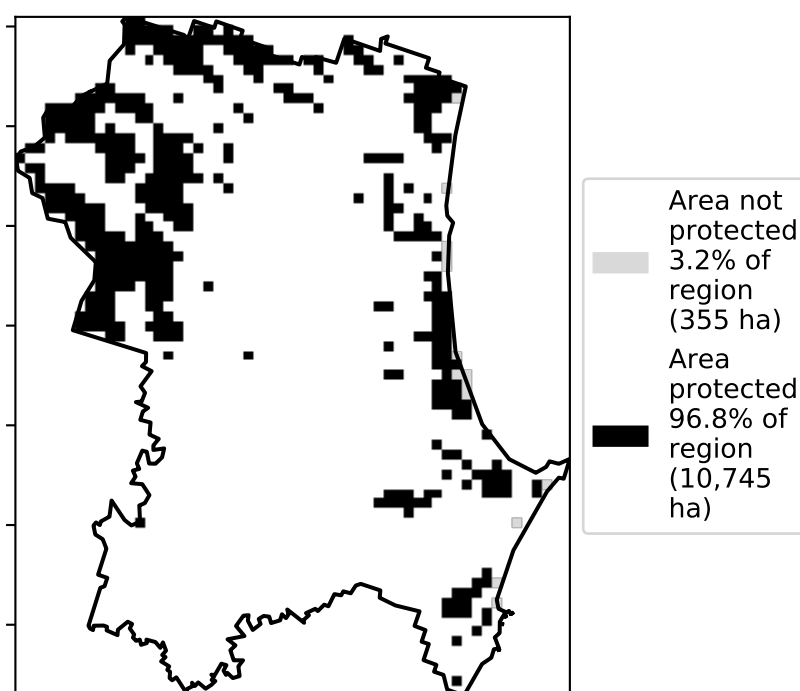 Area not
protected
3.2% of
region
(355 ha)
Area
protected
96.8% of
region
(10,745
ha)